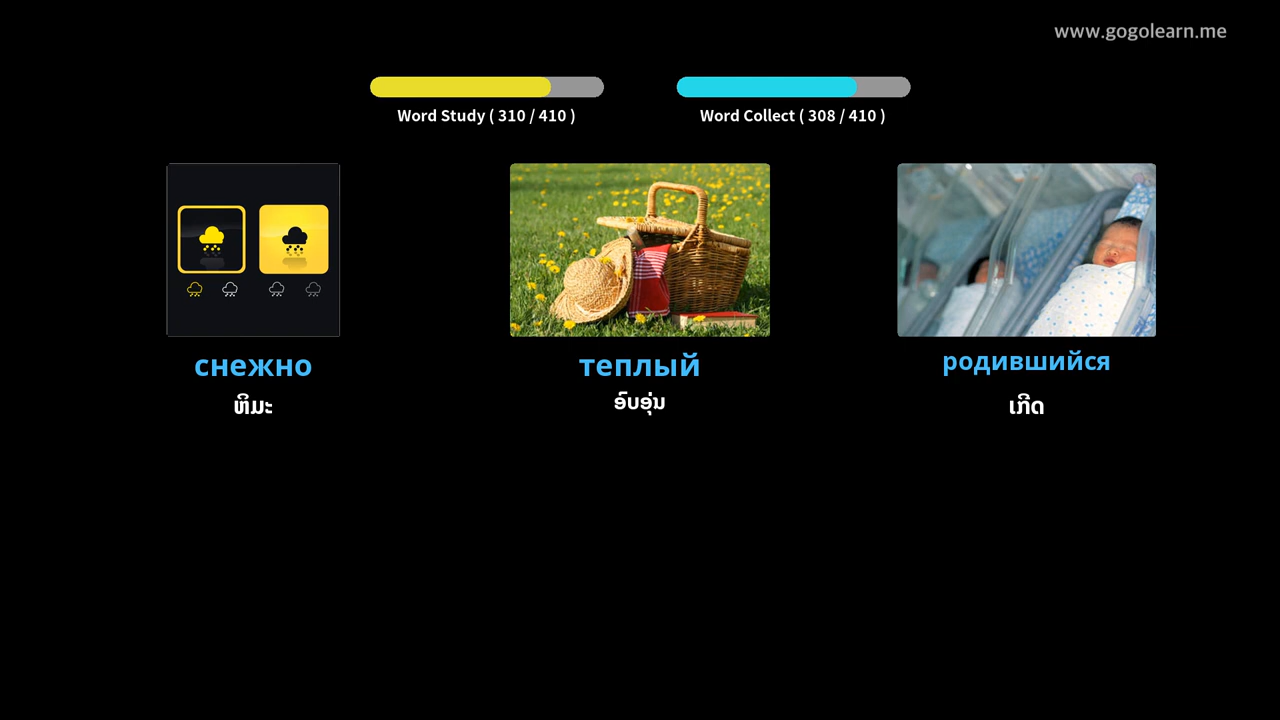 www.gogolearn.me
Word Study ( 310 / 410 )
Word Collect ( 308 / 410 )
снежно
теплый
родившийся
ຫິມະ
ອົບອຸ່ນ
ເກີດ